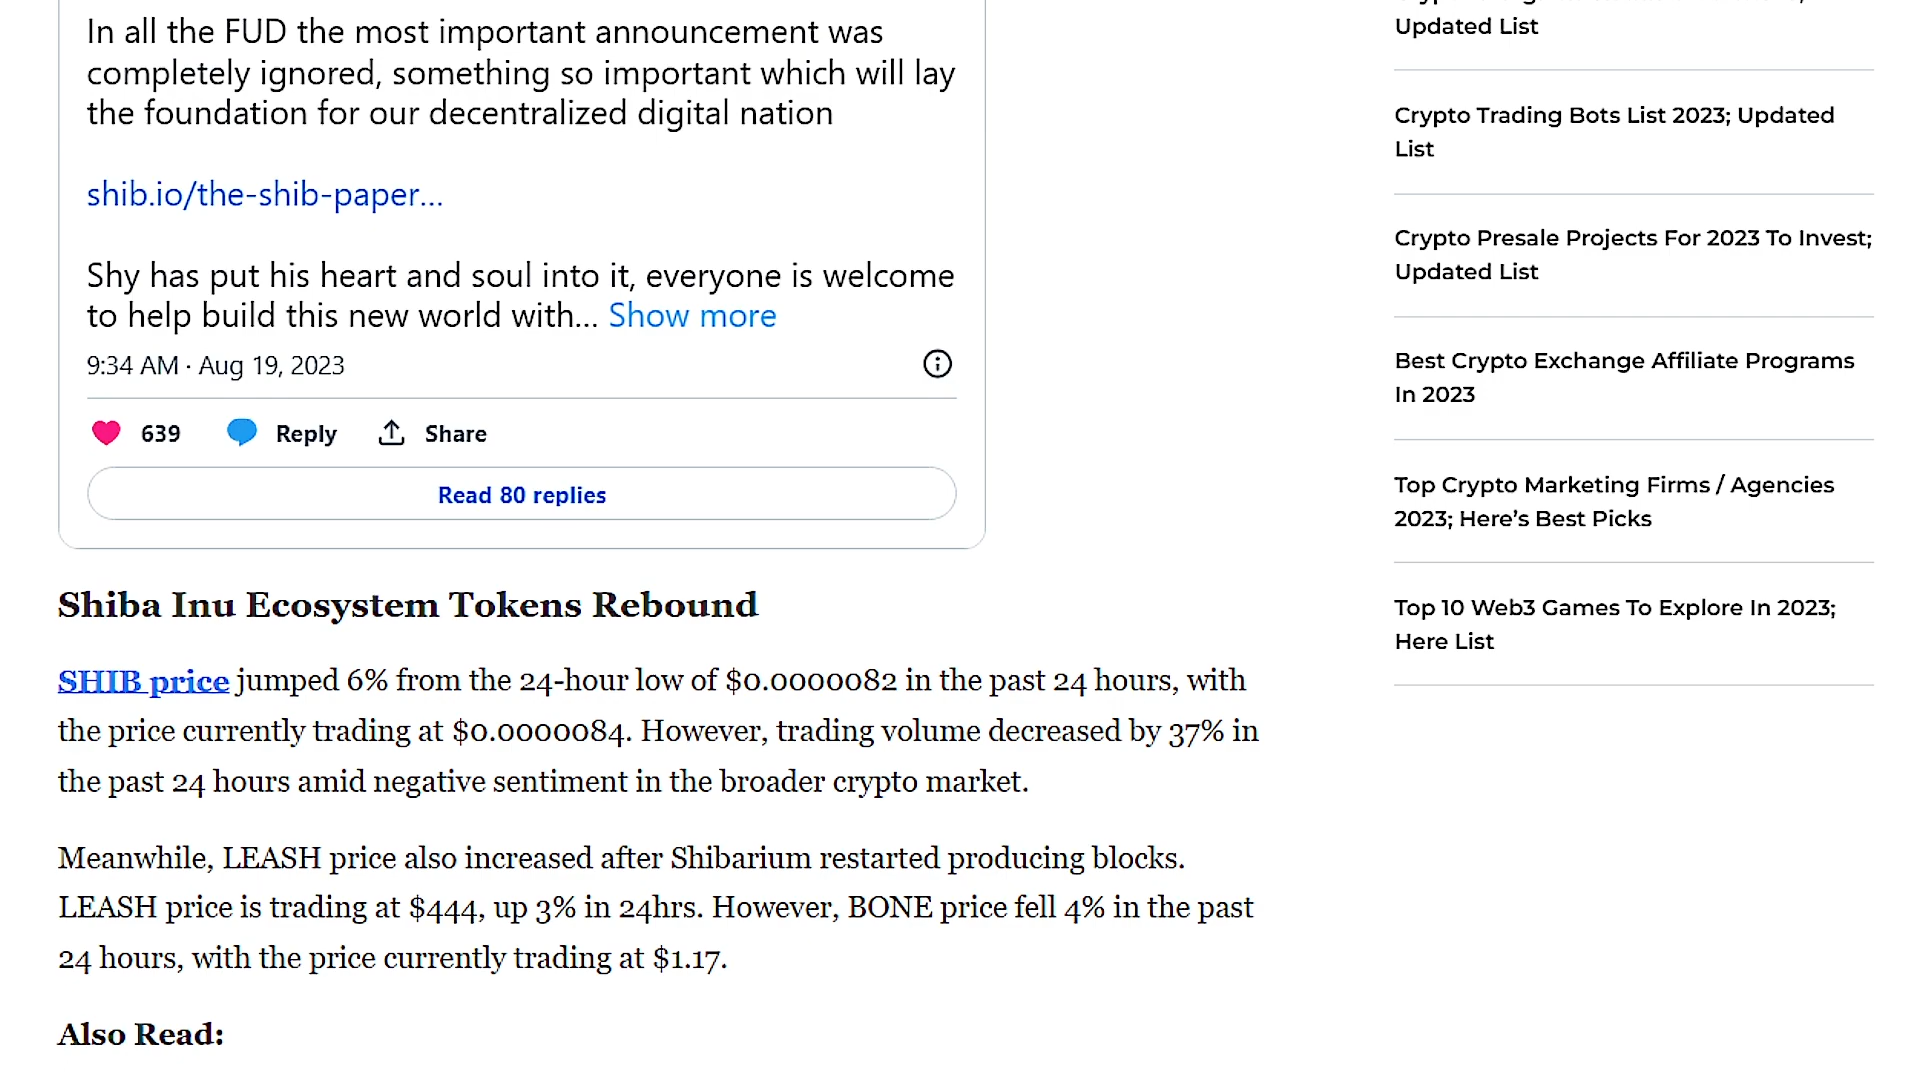 In all the FUD the most important announcement was
completely ignored, something so important which will lay
the foundation for our decentralized digital nation
shib.io/the-shib-paper...
Shy has put his heart and soul into it, everyone is welcome
to help build this new world with... Show more
9:34 AM · Aug 19, 2023
639 Reply Share
Read 80 replies
Shiba Inu Ecosystem Tokens Rebound
SHIB price jumped 6% from the 24-hour low of $0.0000082 in the past 24 hours, with
the price currently trading at $0.0000084. However, trading volume decreased by 37% in
the past 24 hours amid negative sentiment in the broader crypto market.
Meanwhile, LEASH price also increased after Shibarium restarted producing blocks.
LEASH price is trading at $444, up 3% in 24hrs. However, BONE price fell 4% in the past
24 hours, with the price currently trading at $1.17.
Also Read:
Updated List
Crypto Trading Bots List 2023; Updated
List
Crypto Presale Projects For 2023 To Invest;
Updated List
Best Crypto Exchange Affiliate Programs
In 2023
Top Crypto Marketing Firms / Agencies
2023; Here’s Best Picks
Top 10 Web3 Games To Explore In 2023;
Here List